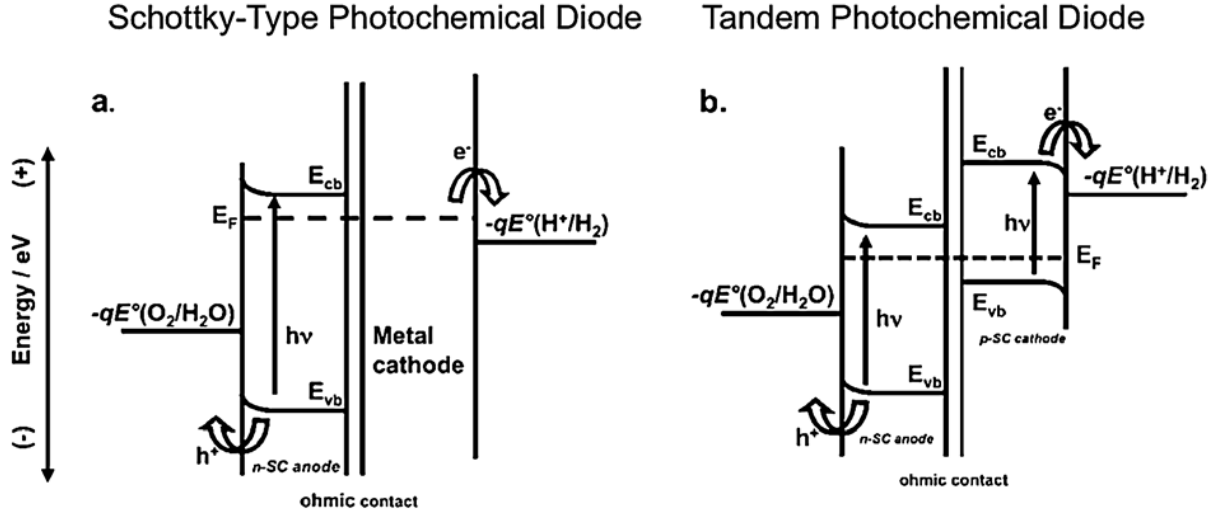 Schottky-Type Photochemical Diode
Tandem Photochemical Diode
a.
Energy / eV
(+)
(-)
E_cb
E_F
e⁻
-qE°(H⁺/H₂)
-qE°(O₂/H₂O)
hν
Metal
cathode
E_vb
h⁺
n-SC anode
ohmic contact
b.
e⁻
E_cb
-qE°(H⁺/H₂)
E_cb
hν
E_F
-qE°(O₂/H₂O)
hν
E_vb
p-SC cathode
E_vb
h⁺
n-SC anode
ohmic contact